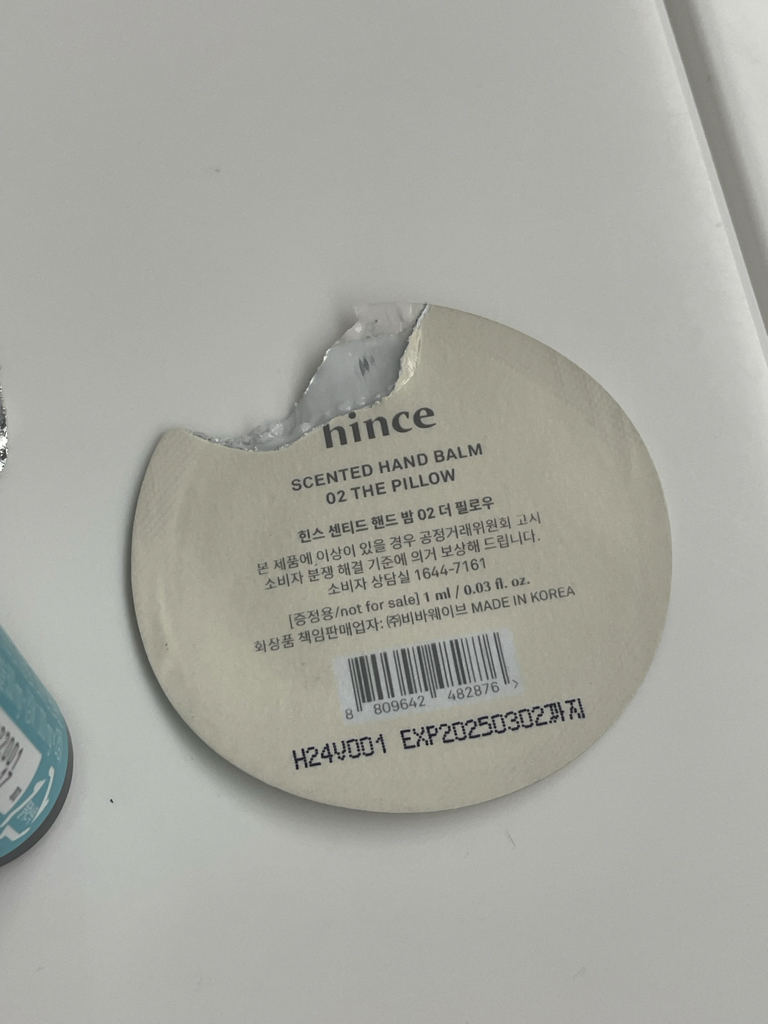 hince
SCENTED HAND BALM
02 THE PILLOW
힌스 센티드 핸드 밤 02 더 필로우
본 제품에 이상이 있을 경우 공정거래위원회 고시
소비자 분쟁 해결 기준에 의거 보상해 드립니다.
소비자 상담실 1644-7161
[증정용/not for sale] 1 ml / 0.03 fl. oz.
화장품 책임판매업자: ㈜비바웨이브 MADE IN KOREA
8 809642 482876 >
H24V001 EXP20250302까지